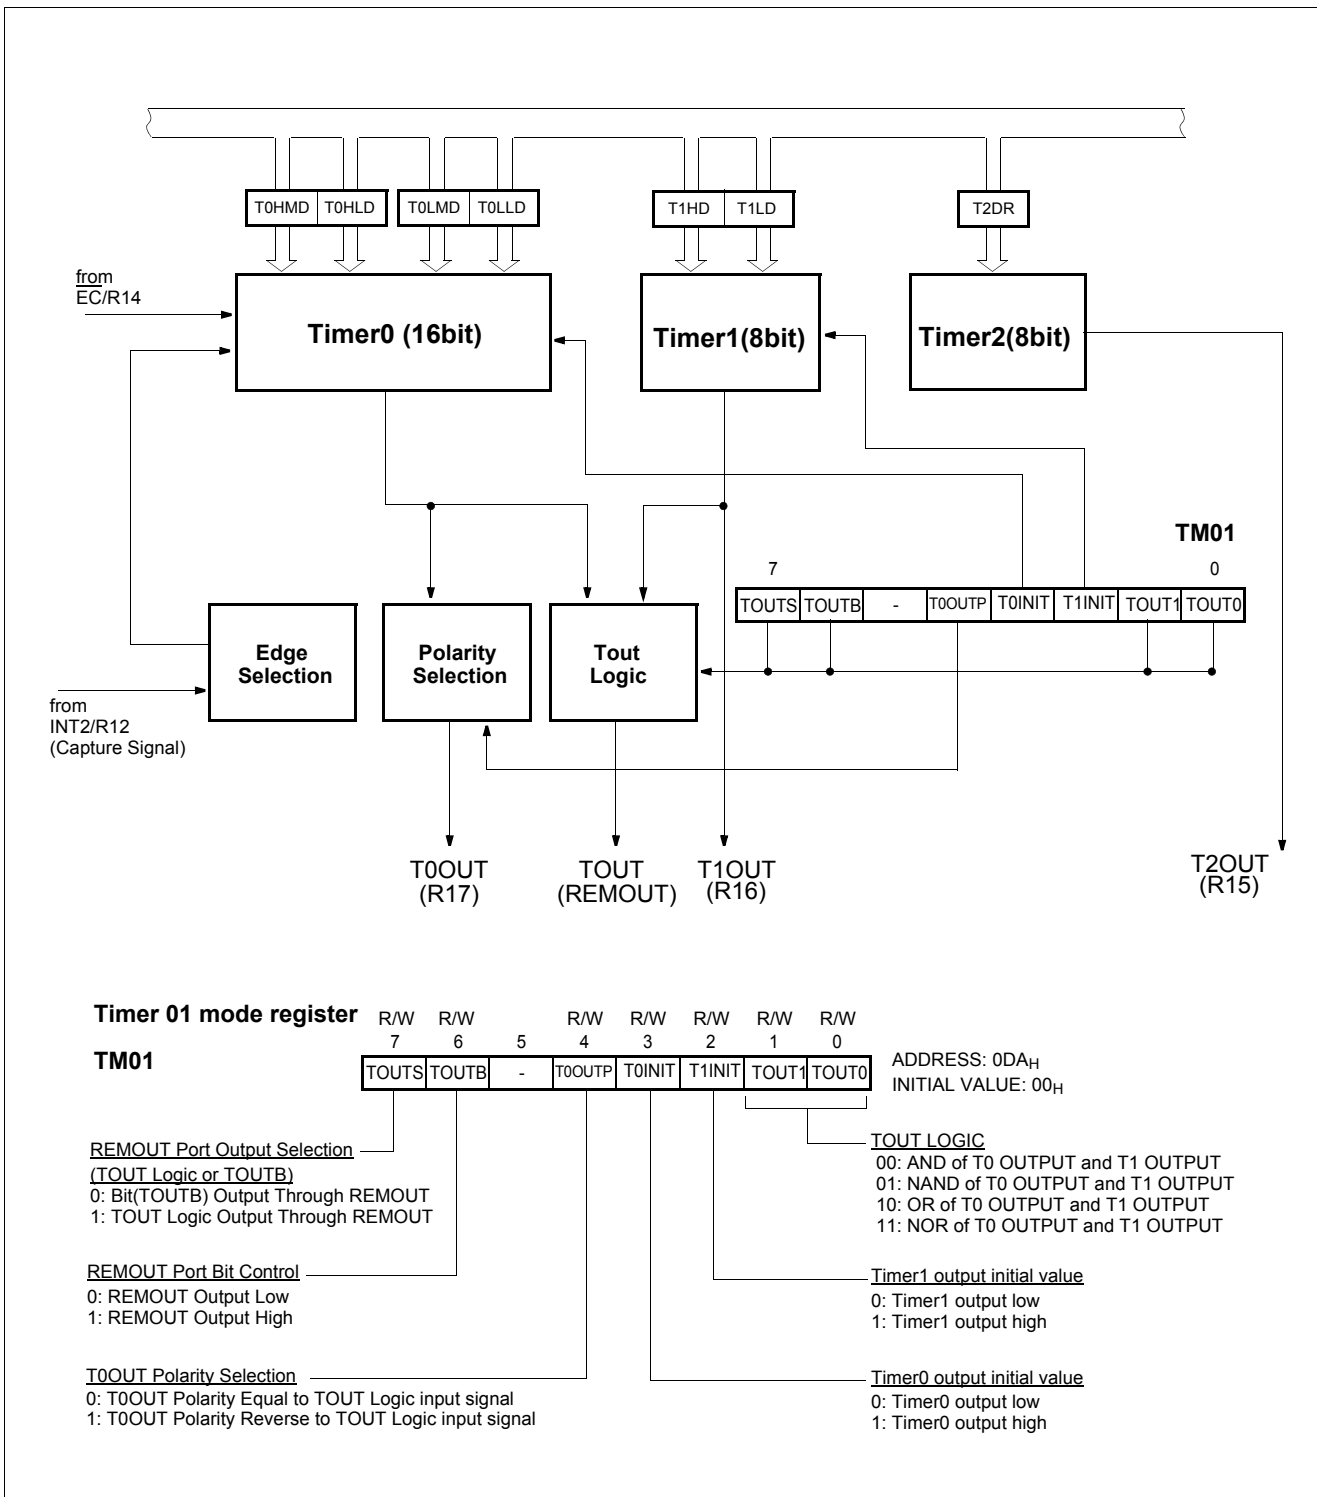 T0HMD T0HLD T0LMD T0LLD T1HD T1LD T2DR
from
EC/R14
Timer0 (16bit)
Timer1(8bit)
Timer2(8bit)
TM01
7 0
TOUTS TOUTB - T0OUTP T0INIT T1INIT TOUT1 TOUT0
Edge
Selection
Polarity
Selection
Tout
Logic
from
INT2/R12
(Capture Signal)
T0OUT
(R17)
TOUT
(REMOUT)
T1OUT
(R16)
T2OUT
(R15)
Timer 01 mode register
R/W R/W R/W R/W R/W R/W R/W
7 6 5 4 3 2 1 0
TM01
TOUTS TOUTB - T0OUTP T0INIT T1INIT TOUT1 TOUT0
ADDRESS: 0DAH
INITIAL VALUE: 00H
REMOUT Port Output Selection
(TOUT Logic or TOUTB)
0: Bit(TOUTB) Output Through REMOUT
1: TOUT Logic Output Through REMOUT
TOUT LOGIC
00: AND of T0 OUTPUT and T1 OUTPUT
01: NAND of T0 OUTPUT and T1 OUTPUT
10: OR of T0 OUTPUT and T1 OUTPUT
11: NOR of T0 OUTPUT and T1 OUTPUT
REMOUT Port Bit Control
0: REMOUT Output Low
1: REMOUT Output High
Timer1 output initial value
0: Timer1 output low
1: Timer1 output high
T0OUT Polarity Selection
0: T0OUT Polarity Equal to TOUT Logic input signal
1: T0OUT Polarity Reverse to TOUT Logic input signal
Timer0 output initial value
0: Timer0 output low
1: Timer0 output high